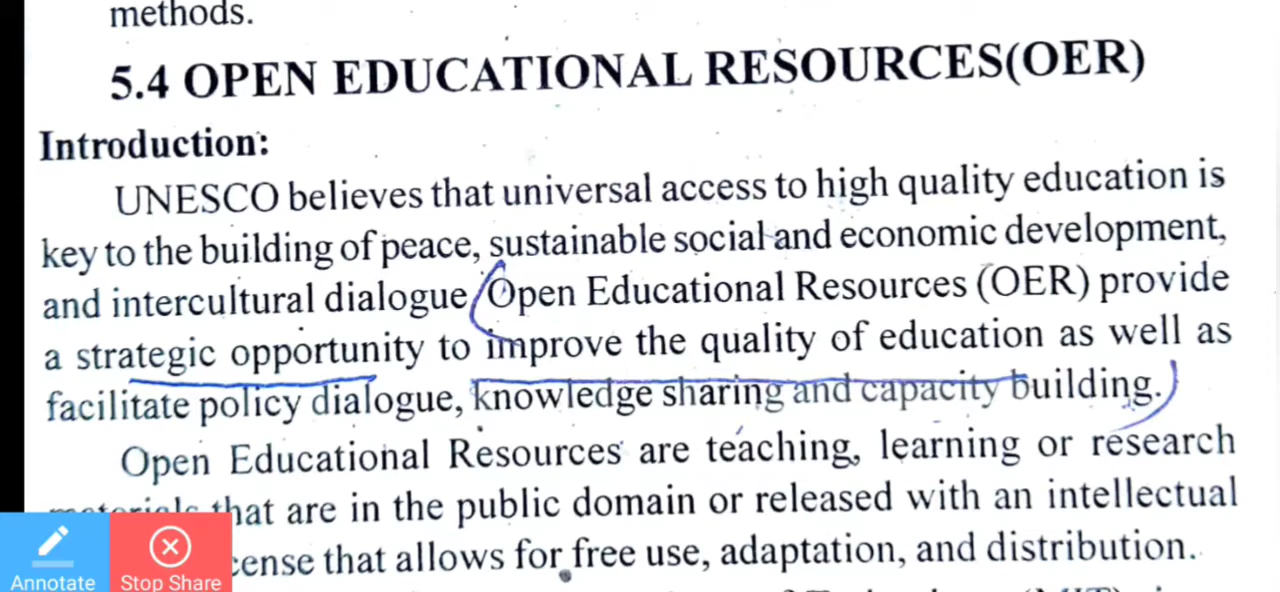 methods.
5.4 OPEN EDUCATIONAL RESOURCES(OER)
Introduction:
UNESCO believes that universal access to high quality education is
key to the building of peace, sustainable social and economic development,
and intercultural dialogue Open Educational Resources (OER) provide
a strategic opportunity to improve the quality of education as well as
facilitate policy dialogue, knowledge sharing and capacity building.
Open Educational Resources are teaching, learning or research
materials that are in the public domain or released with an intellectual
that allows for free use, adaptation, and distribution.
Annotate
Stop Share